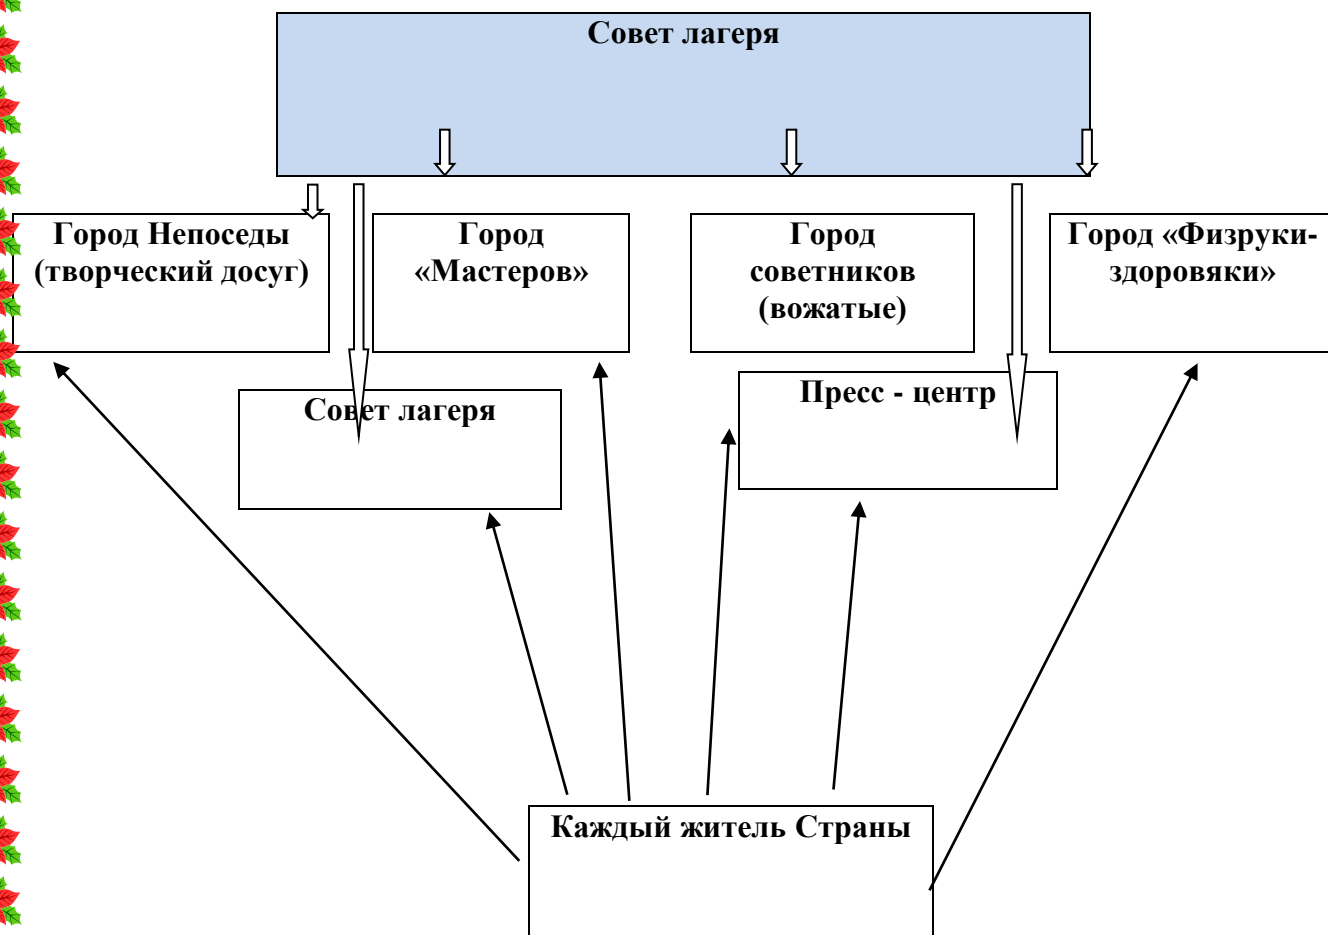 Совет лагеря
Город Непоседы
(творческий досуг)
Город
«Мастеров»
Город
советников
(вожатые)
Город «Физруки-
здоровяки»
Совет лагеря
Пресс - центр
Каждый житель Страны